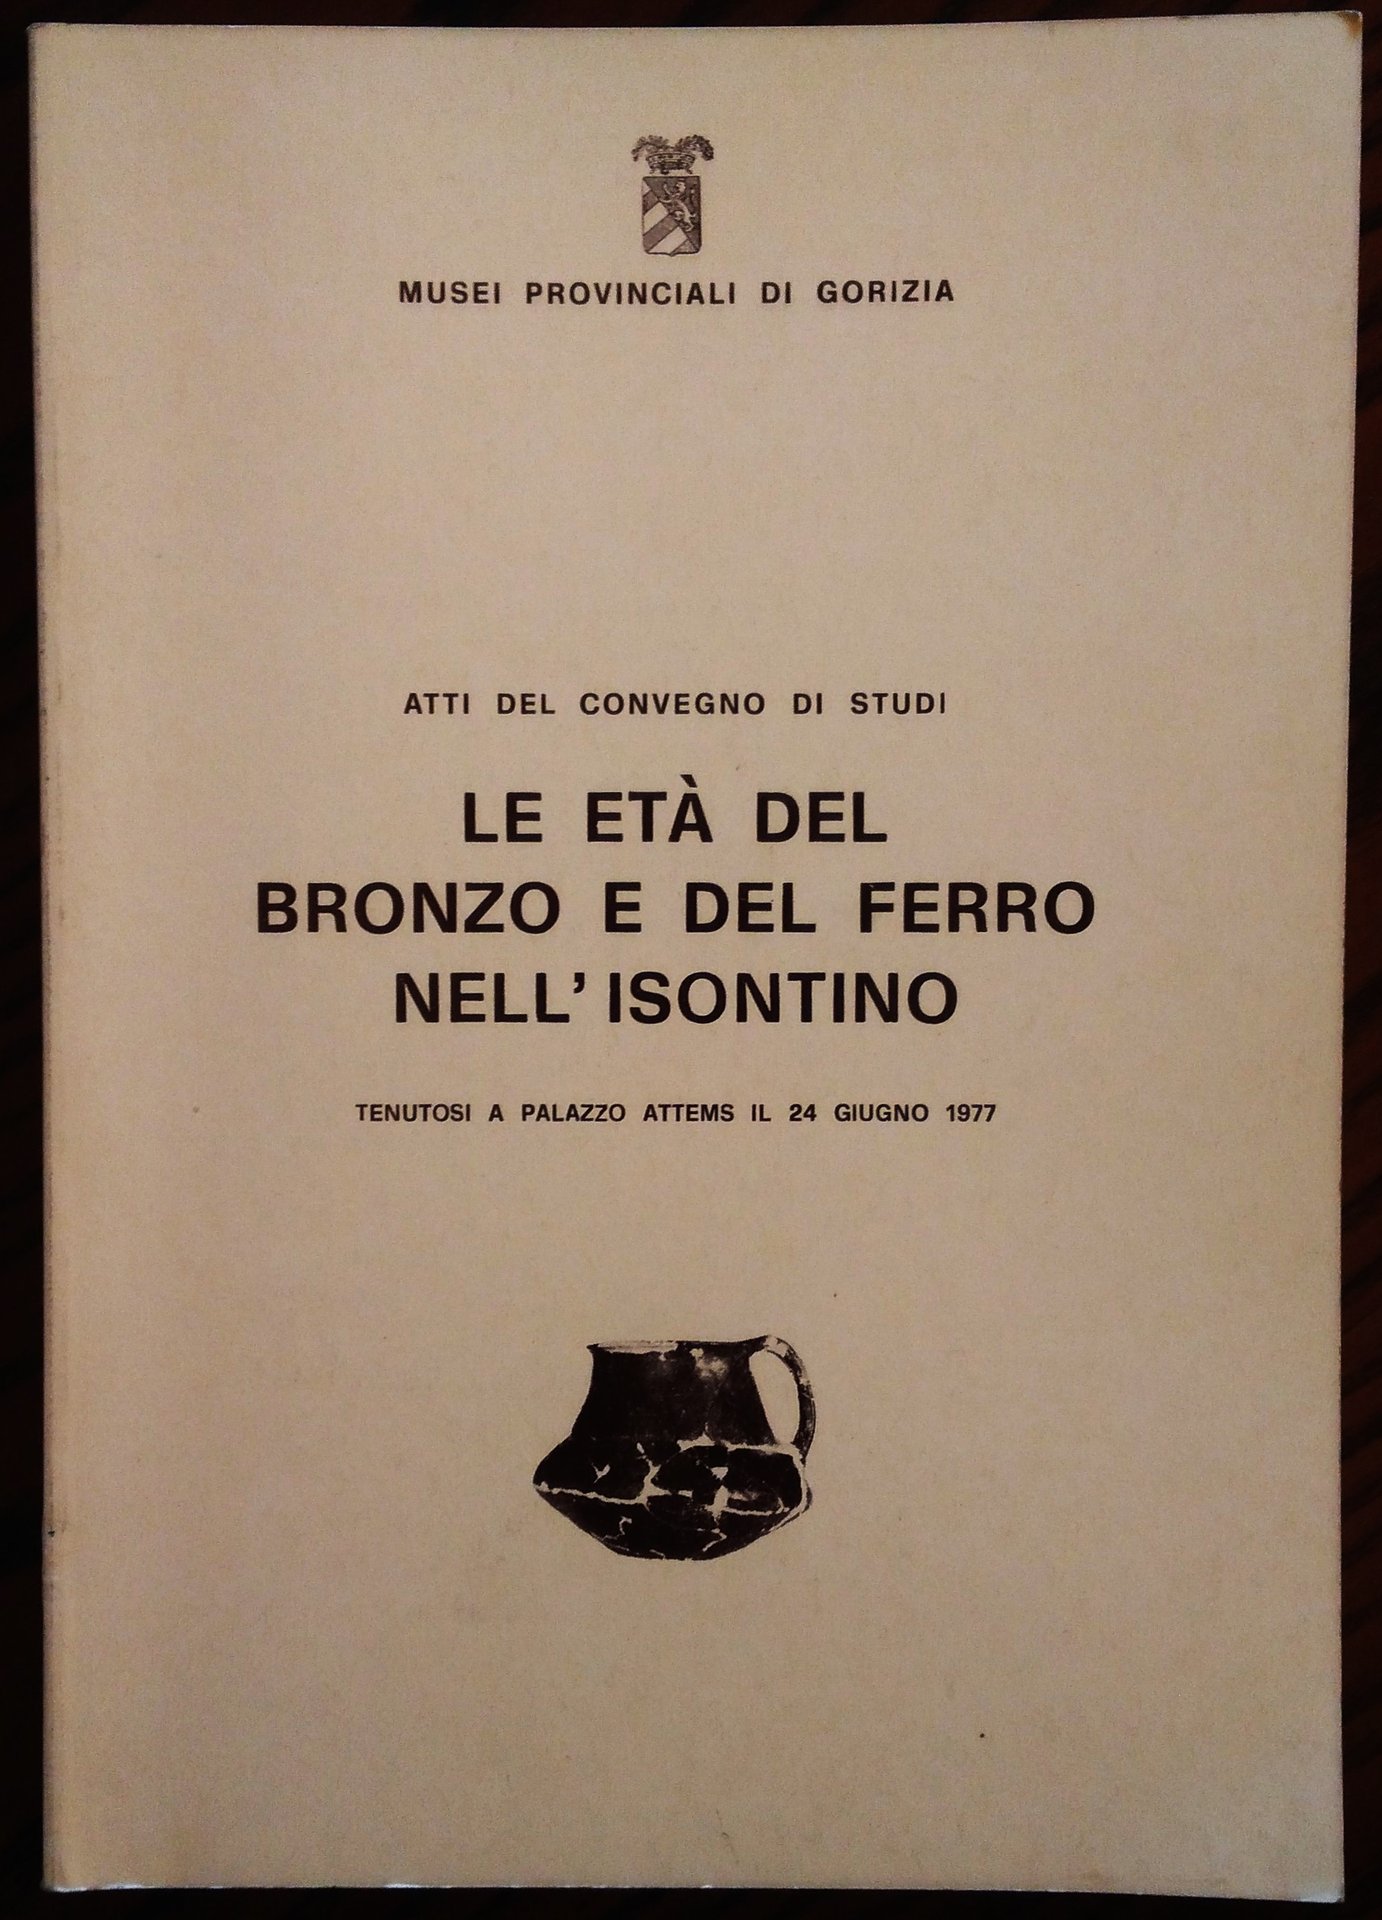 MUSEI PROVINCIALI DI GORIZIA
ATTI DEL CONVEGNO DI STUDI
LE ETÀ DEL
BRONZO E DEL FERRO
NELL'ISONTINO
TENUTOSI A PALAZZO ATTEMS IL 24 GIUGNO 1977